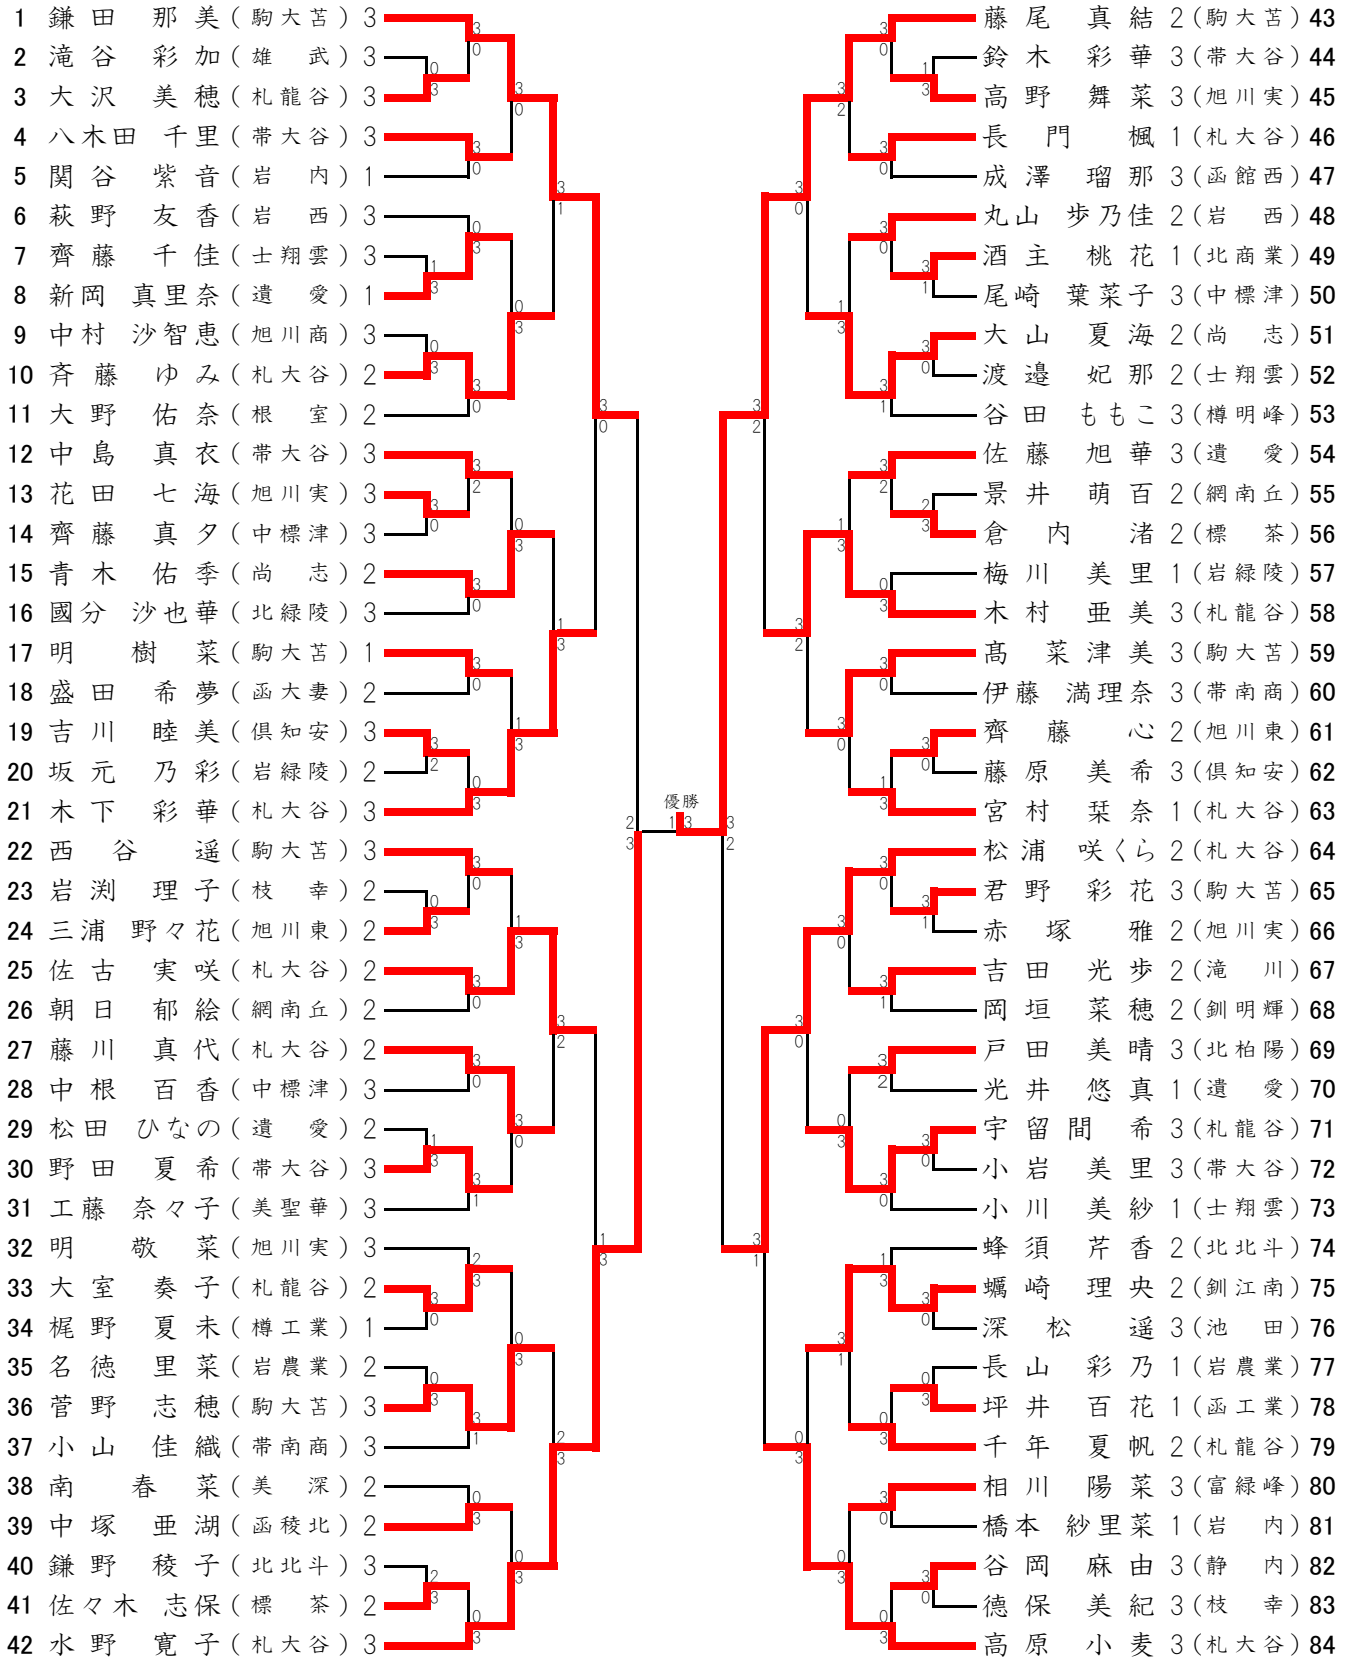 1 鎌田 那美(駒大苫)3
2 滝谷 彩加(雄 武)3
3 大沢 美穂(札龍谷)3
4 八木田 千里(帯大谷)3
5 関谷 紫音(岩 内)1
6 萩野 友香(岩 西)3
7 齊藤 千佳(士翔雲)3
8 新岡 真里奈(遺 愛)1
9 中村 沙智恵(旭川商)3
10 斉藤 ゆみ(札大谷)2
11 大野 佑奈(根 室)2
12 中島 真衣(帯大谷)3
13 花田 七海(旭川実)3
14 齊藤 真夕(中標津)3
15 青木 佑季(尚 志)2
16 國分 沙也華(北緑陵)3
17 明 樹菜(駒大苫)1
18 盛田 希夢(函大妻)2
19 吉川 睦美(倶知安)3
20 坂元 乃彩(岩緑陵)2
21 木下 彩華(札大谷)3
22 西谷 遥(駒大苫)3
23 岩渕 理子(枝 幸)2
24 三浦 野々花(旭川東)2
25 佐古 実咲(札大谷)2
26 朝日 郁絵(網南丘)2
27 藤川 真代(札大谷)2
28 中根 百香(中標津)3
29 松田 ひなの(遺 愛)2
30 野田 夏希(帯大谷)3
31 工藤 奈々子(美聖華)3
32 明 敬菜(旭川実)3
33 大室 奏子(札龍谷)2
34 梶野 夏未(樽工業)1
35 名徳 里菜(岩農業)2
36 菅野 志穂(駒大苫)3
37 小山 佳織(帯南商)3
38 南 春菜(美 深)2
39 中塚 亜湖(函稜北)2
40 鎌野 稜子(北北斗)3
41 佐々木 志保(標 茶)2
42 水野 寛子(札大谷)3
優勝
1 3
藤尾 真結 2(駒大苫)43
鈴木 彩華 3(帯大谷)44
高野 舞菜 3(旭川実)45
長門 楓 1(札大谷)46
成澤 瑠那 3(函館西)47
丸山 歩乃佳 2(岩 西)48
酒主 桃花 1(北商業)49
尾崎 葉菜子 3(中標津)50
大山 夏海 2(尚 志)51
渡邉 妃那 2(士翔雲)52
谷田 ももこ 3(樽明峰)53
佐藤 旭華 3(遺 愛)54
景井 萌百 2(網南丘)55
倉内 渚 2(標 茶)56
梅川 美里 1(岩緑陵)57
木村 亜美 3(札龍谷)58
髙 菜津美 3(駒大苫)59
伊藤 満理奈 3(帯南商)60
齊藤 心 2(旭川東)61
藤原 美希 3(倶知安)62
宮村 栞奈 1(札大谷)63
松浦 咲くら 2(札大谷)64
君野 彩花 3(駒大苫)65
赤塚 雅 2(旭川実)66
吉田 光歩 2(滝 川)67
岡垣 菜穂 2(釧明輝)68
戸田 美晴 3(北柏陽)69
光井 悠真 1(遺 愛)70
宇留間 希 3(札龍谷)71
小岩 美里 3(帯大谷)72
小川 美紗 1(士翔雲)73
蜂須 芹香 2(北北斗)74
蠣崎 理央 2(釧江南)75
深松 遥 3(池 田)76
長山 彩乃 1(岩農業)77
坪井 百花 1(函工業)78
千年 夏帆 2(札龍谷)79
相川 陽菜 3(富緑峰)80
橋本 紗里菜 1(岩 内)81
谷岡 麻由 3(静 内)82
德保 美紀 3(枝 幸)83
高原 小麦 3(札大谷)84